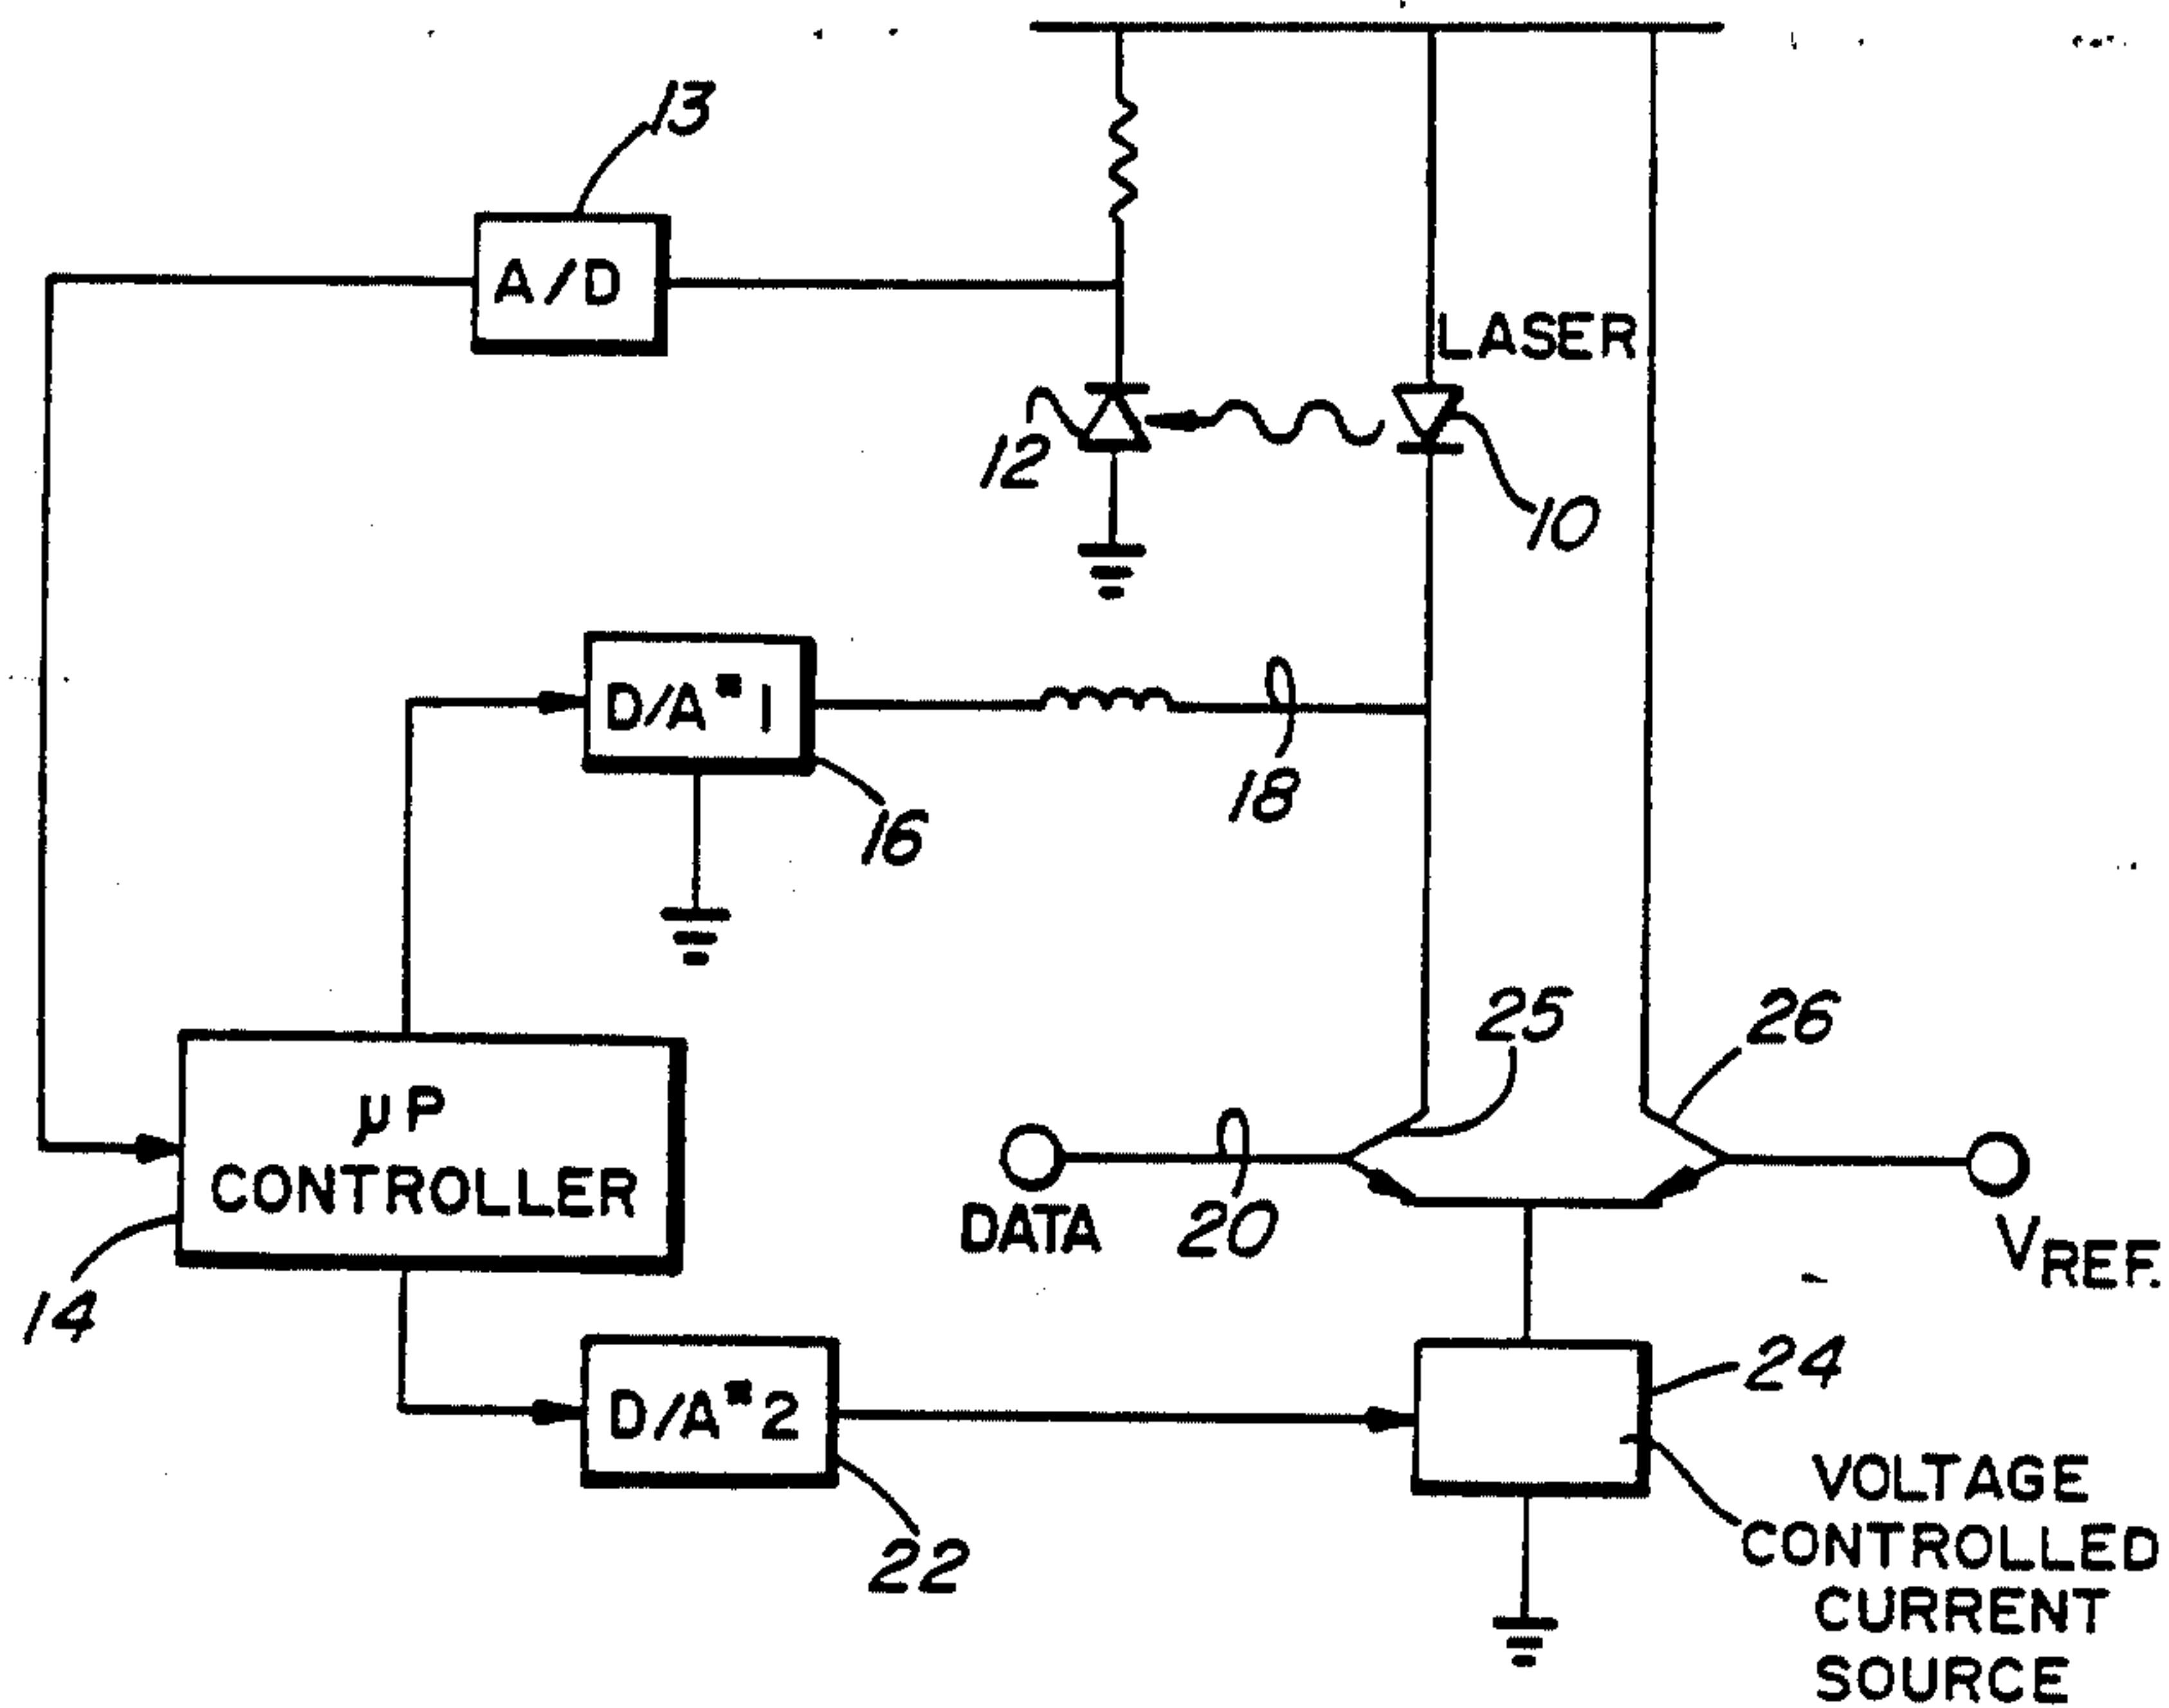 13
A/D
LASER
12
10
D/A#1
18
16
25
26
μP
CONTROLLER
DATA
20
VREF.
14
D/A#2
24
22
VOLTAGE
CONTROLLED
CURRENT
SOURCE